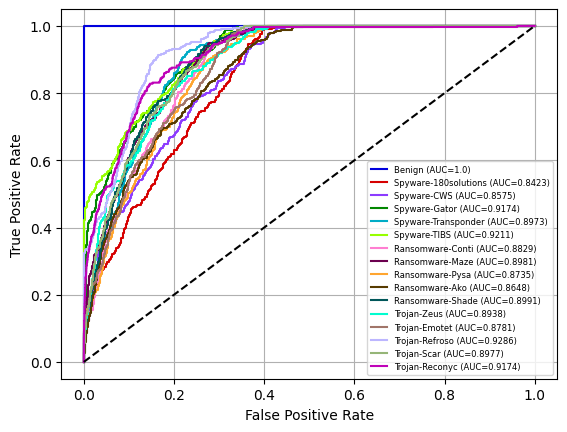 1.0
0.8
0.6
0.4
0.2
0.0
True Positive Rate
Benign (AUC=1.0)
Spyware-180solutions (AUC=0.8423)
Spyware-CWS (AUC=0.8575)
Spyware-Gator (AUC=0.9174)
Spyware-Transponder (AUC=0.8973)
Spyware-TIBS (AUC=0.9211)
Ransomware-Conti (AUC=0.8829)
Ransomware-Maze (AUC=0.8981)
Ransomware-Pysa (AUC=0.8735)
Ransomware-Ako (AUC=0.8648)
Ransomware-Shade (AUC=0.8991)
Trojan-Zeus (AUC=0.8938)
Trojan-Emotet (AUC=0.8781)
Trojan-Refroso (AUC=0.9286)
Trojan-Scar (AUC=0.8977)
Trojan-Reconyc (AUC=0.9174)
0.0 0.2 0.4 0.6 0.8 1.0
False Positive Rate